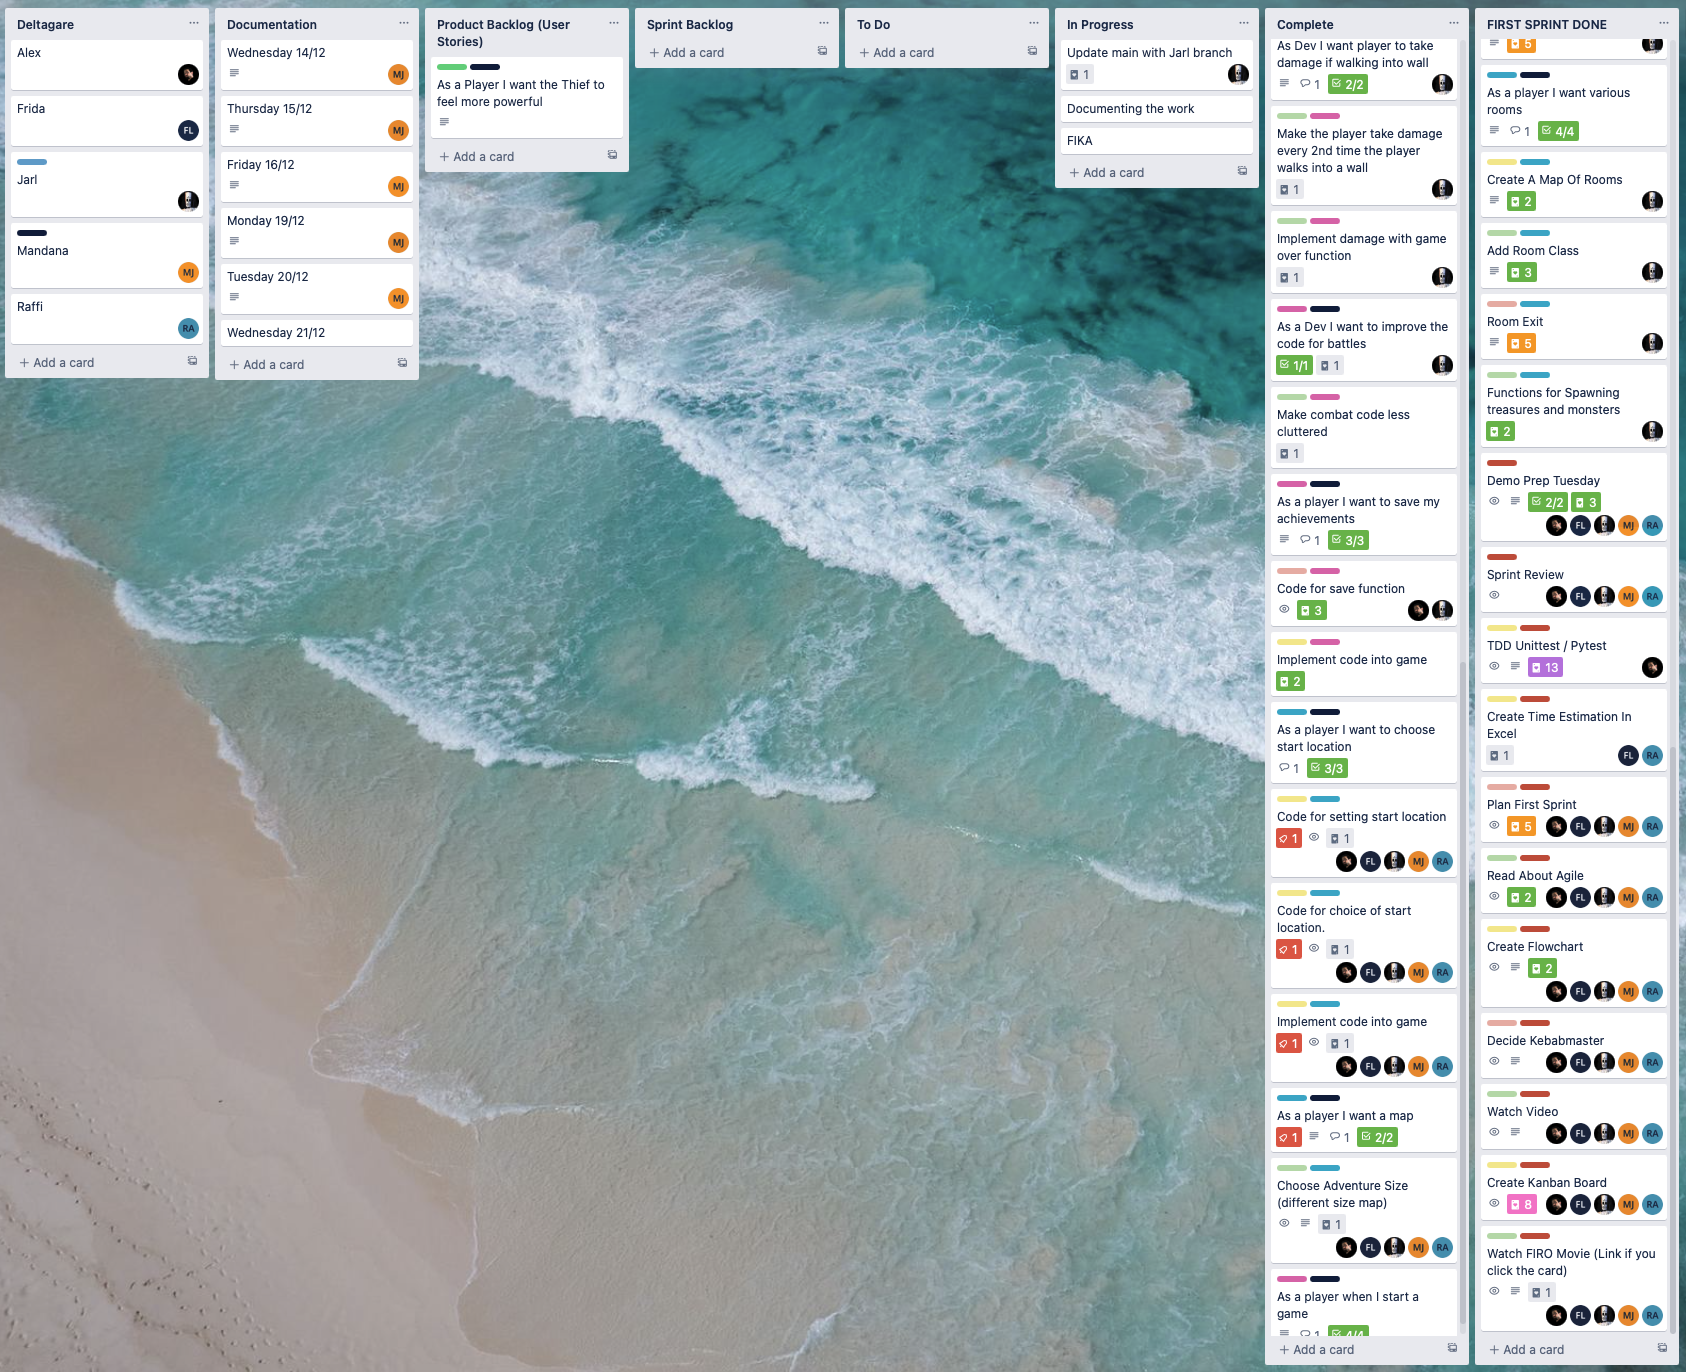 Deltagare
Alex
Frida
FL
Jarl
Mandana
MJ
Raffi
RA
+ Add a card
Documentation
Wednesday 14/12
MJ
Thursday 15/12
MJ
Friday 16/12
MJ
Monday 19/12
MJ
Tuesday 20/12
MJ
Wednesday 21/12
+ Add a card
Product Backlog (User
Stories)
As a Player I want the Thief to
feel more powerful
+ Add a card
Sprint Backlog
+ Add a card
To Do
+ Add a card
In Progress
Update main with Jarl branch
1
Documenting the work
FIKA
+ Add a card
Complete
As Dev I want player to take
damage if walking into wall
1 2/2
Make the player take damage
every 2nd time the player
walks into a wall
1
Implement damage with game
over function
1
As a Dev I want to improve the
code for battles
1/1 1
Make combat code less
cluttered
1
As a player I want to save my
achievements
1 3/3
Code for save function
3
Implement code into game
2
As a player I want to choose
start location
1 3/3
Code for setting start location
1 1
FL MJ RA
Code for choice of start
location.
1 1
FL MJ RA
Implement code into game
1 1
FL MJ RA
As a player I want a map
1 1 2/2
Choose Adventure Size
(different size map)
1
FL MJ RA
As a player when I start a
game
1 4/4
+ Add a card
FIRST SPRINT DONE
5
As a player I want various
rooms
1 4/4
Create A Map Of Rooms
2
Add Room Class
3
Room Exit
5
Functions for Spawning
treasures and monsters
2
Demo Prep Tuesday
2/2 3
FL MJ RA
Sprint Review
FL MJ RA
TDD Unittest / Pytest
13
Create Time Estimation In
Excel
1 FL RA
Plan First Sprint
5 FL MJ RA
Read About Agile
2 FL MJ RA
Create Flowchart
2
FL MJ RA
Decide Kebabmaster
FL MJ RA
Watch Video
FL MJ RA
Create Kanban Board
8 FL MJ RA
Watch FIRO Movie (Link if you
click the card)
1
FL MJ RA
+ Add a card